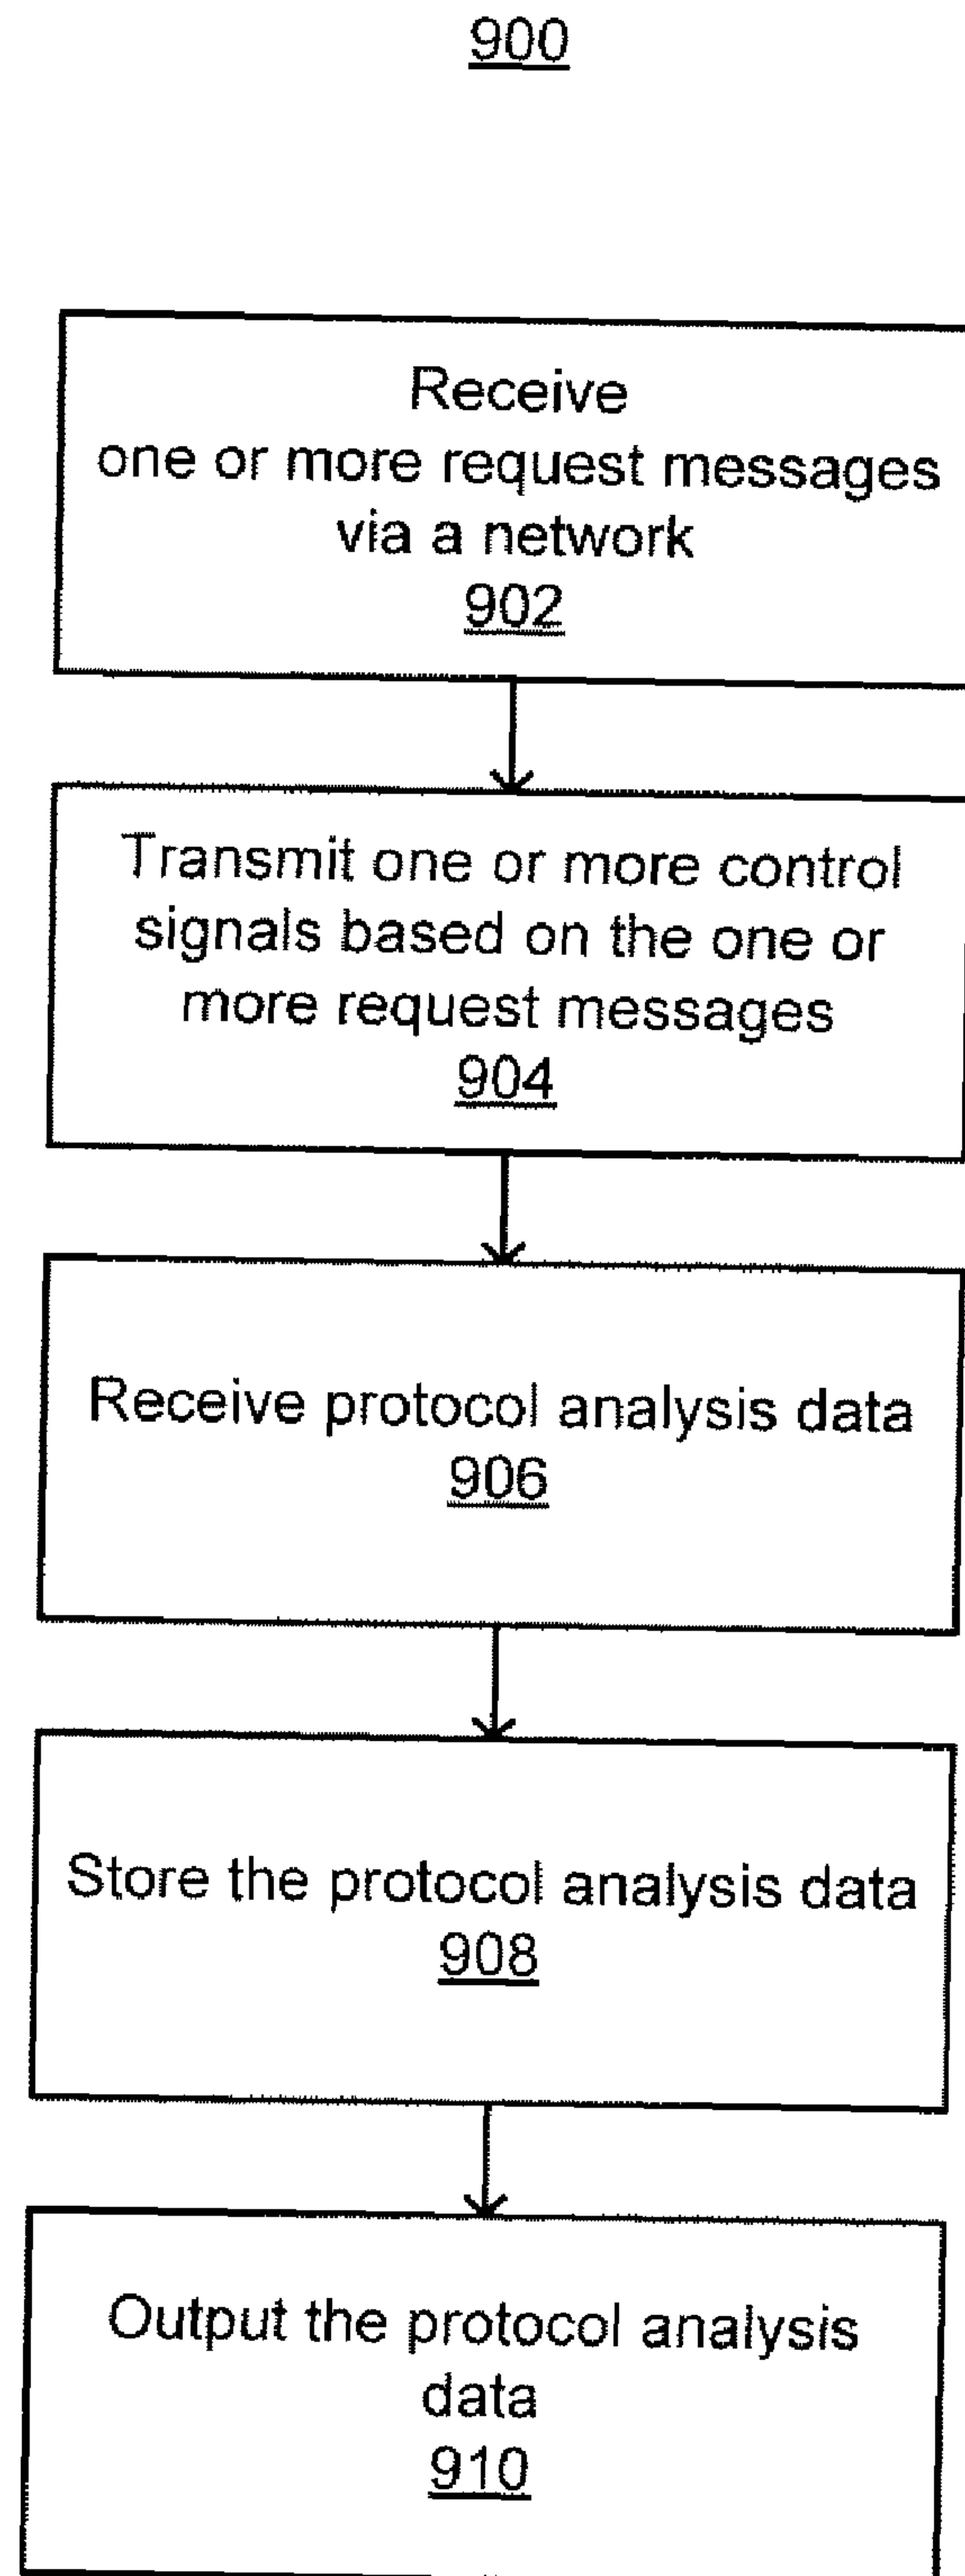 900
Receive
one or more request messages
via a network
902
Transmit one or more control
signals based on the one or
more request messages
904
Receive protocol analysis data
906
Store the protocol analysis data
908
Output the protocol analysis
data
910